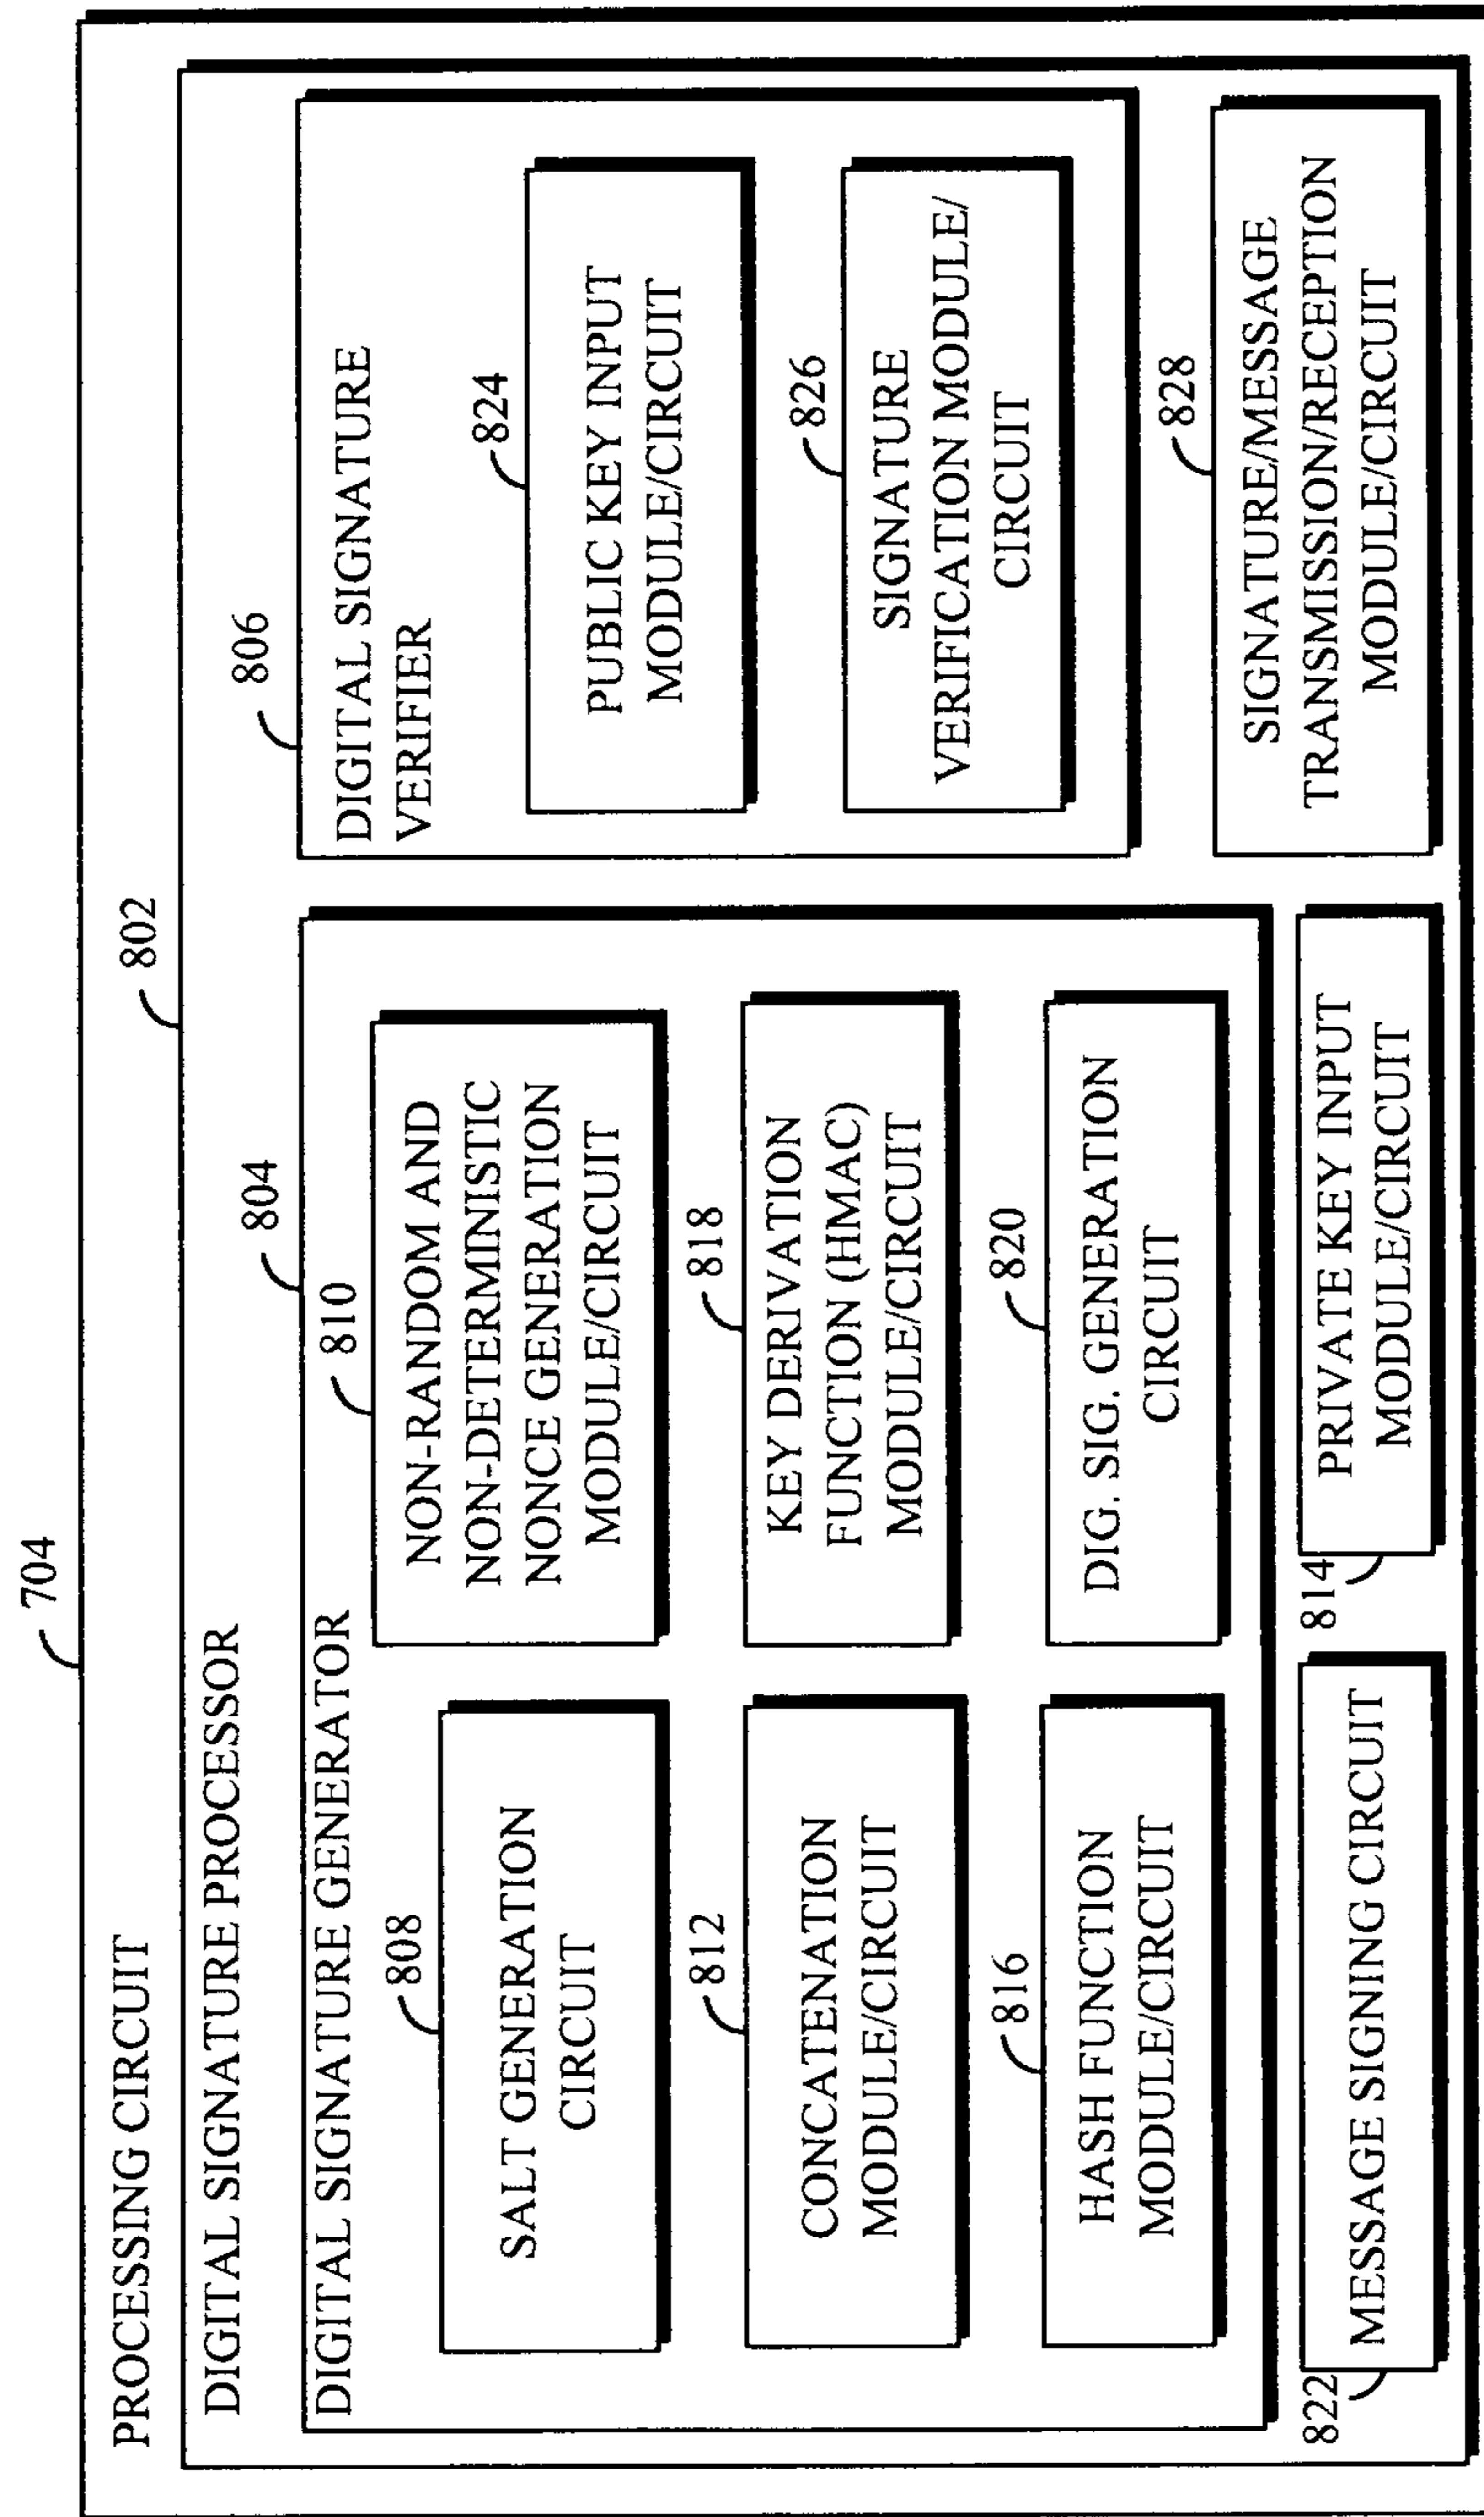 704
PROCESSING CIRCUIT
802
DIGITAL SIGNATURE PROCESSOR
804
DIGITAL SIGNATURE GENERATOR
808
SALT GENERATION
CIRCUIT
810
NON-RANDOM AND
NON-DETERMINISTIC
NONCE GENERATION
MODULE/CIRCUIT
812
CONCATENATION
MODULE/CIRCUIT
818
KEY DERIVATION
FUNCTION (HMAC)
MODULE/CIRCUIT
816
HASH FUNCTION
MODULE/CIRCUIT
820
DIG. SIG. GENERATION
CIRCUIT
806
DIGITAL SIGNATURE
VERIFIER
824
PUBLIC KEY INPUT
MODULE/CIRCUIT
826
SIGNATURE
VERIFICATION MODULE/
CIRCUIT
822
MESSAGE SIGNING CIRCUIT
814
PRIVATE KEY INPUT
MODULE/CIRCUIT
828
SIGNATURE/MESSAGE
TRANSMISSION/RECEPTION
MODULE/CIRCUIT